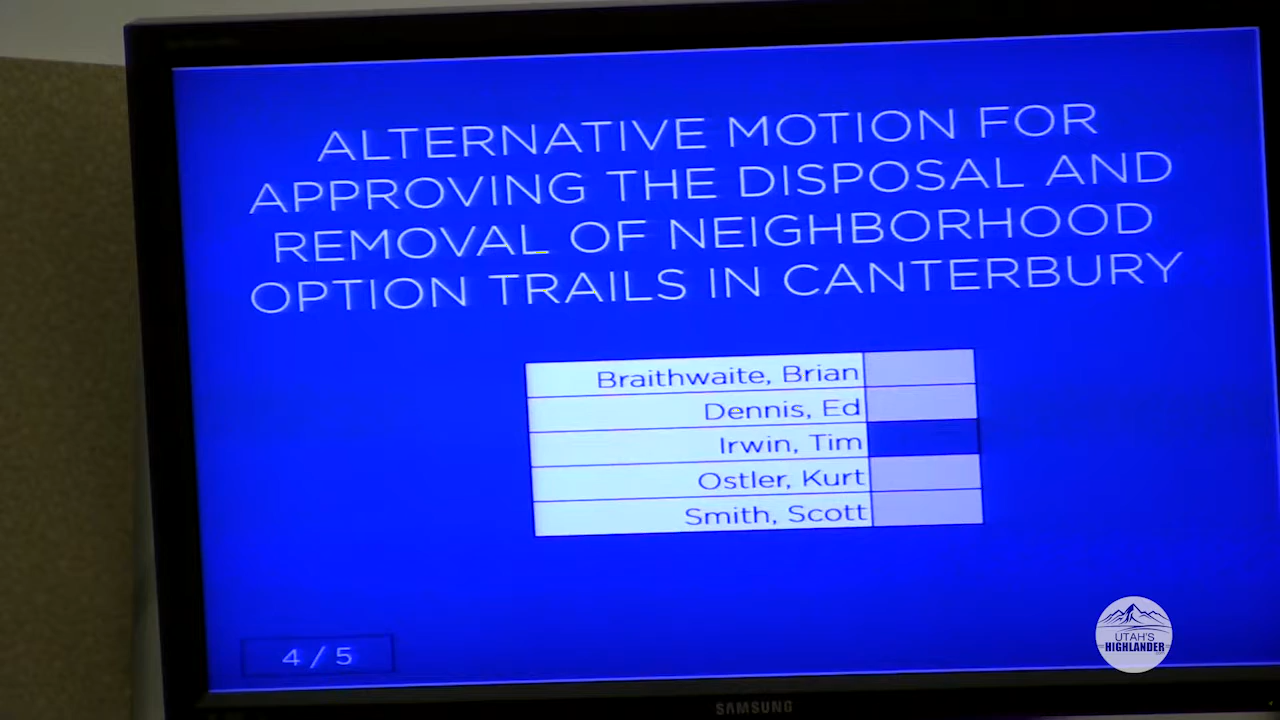 ALTERNATIVE MOTION FOR
APPROVING THE DISPOSAL AND
REMOVAL OF NEIGHBORHOOD
OPTION TRAILS IN CANTERBURY
Braithwaite, Brian
Dennis, Ed
Irwin, Tim
Ostler, Kurt
Smith, Scott
4 / 5
UTAH'S
HIGHLANDER
SAMSUNG